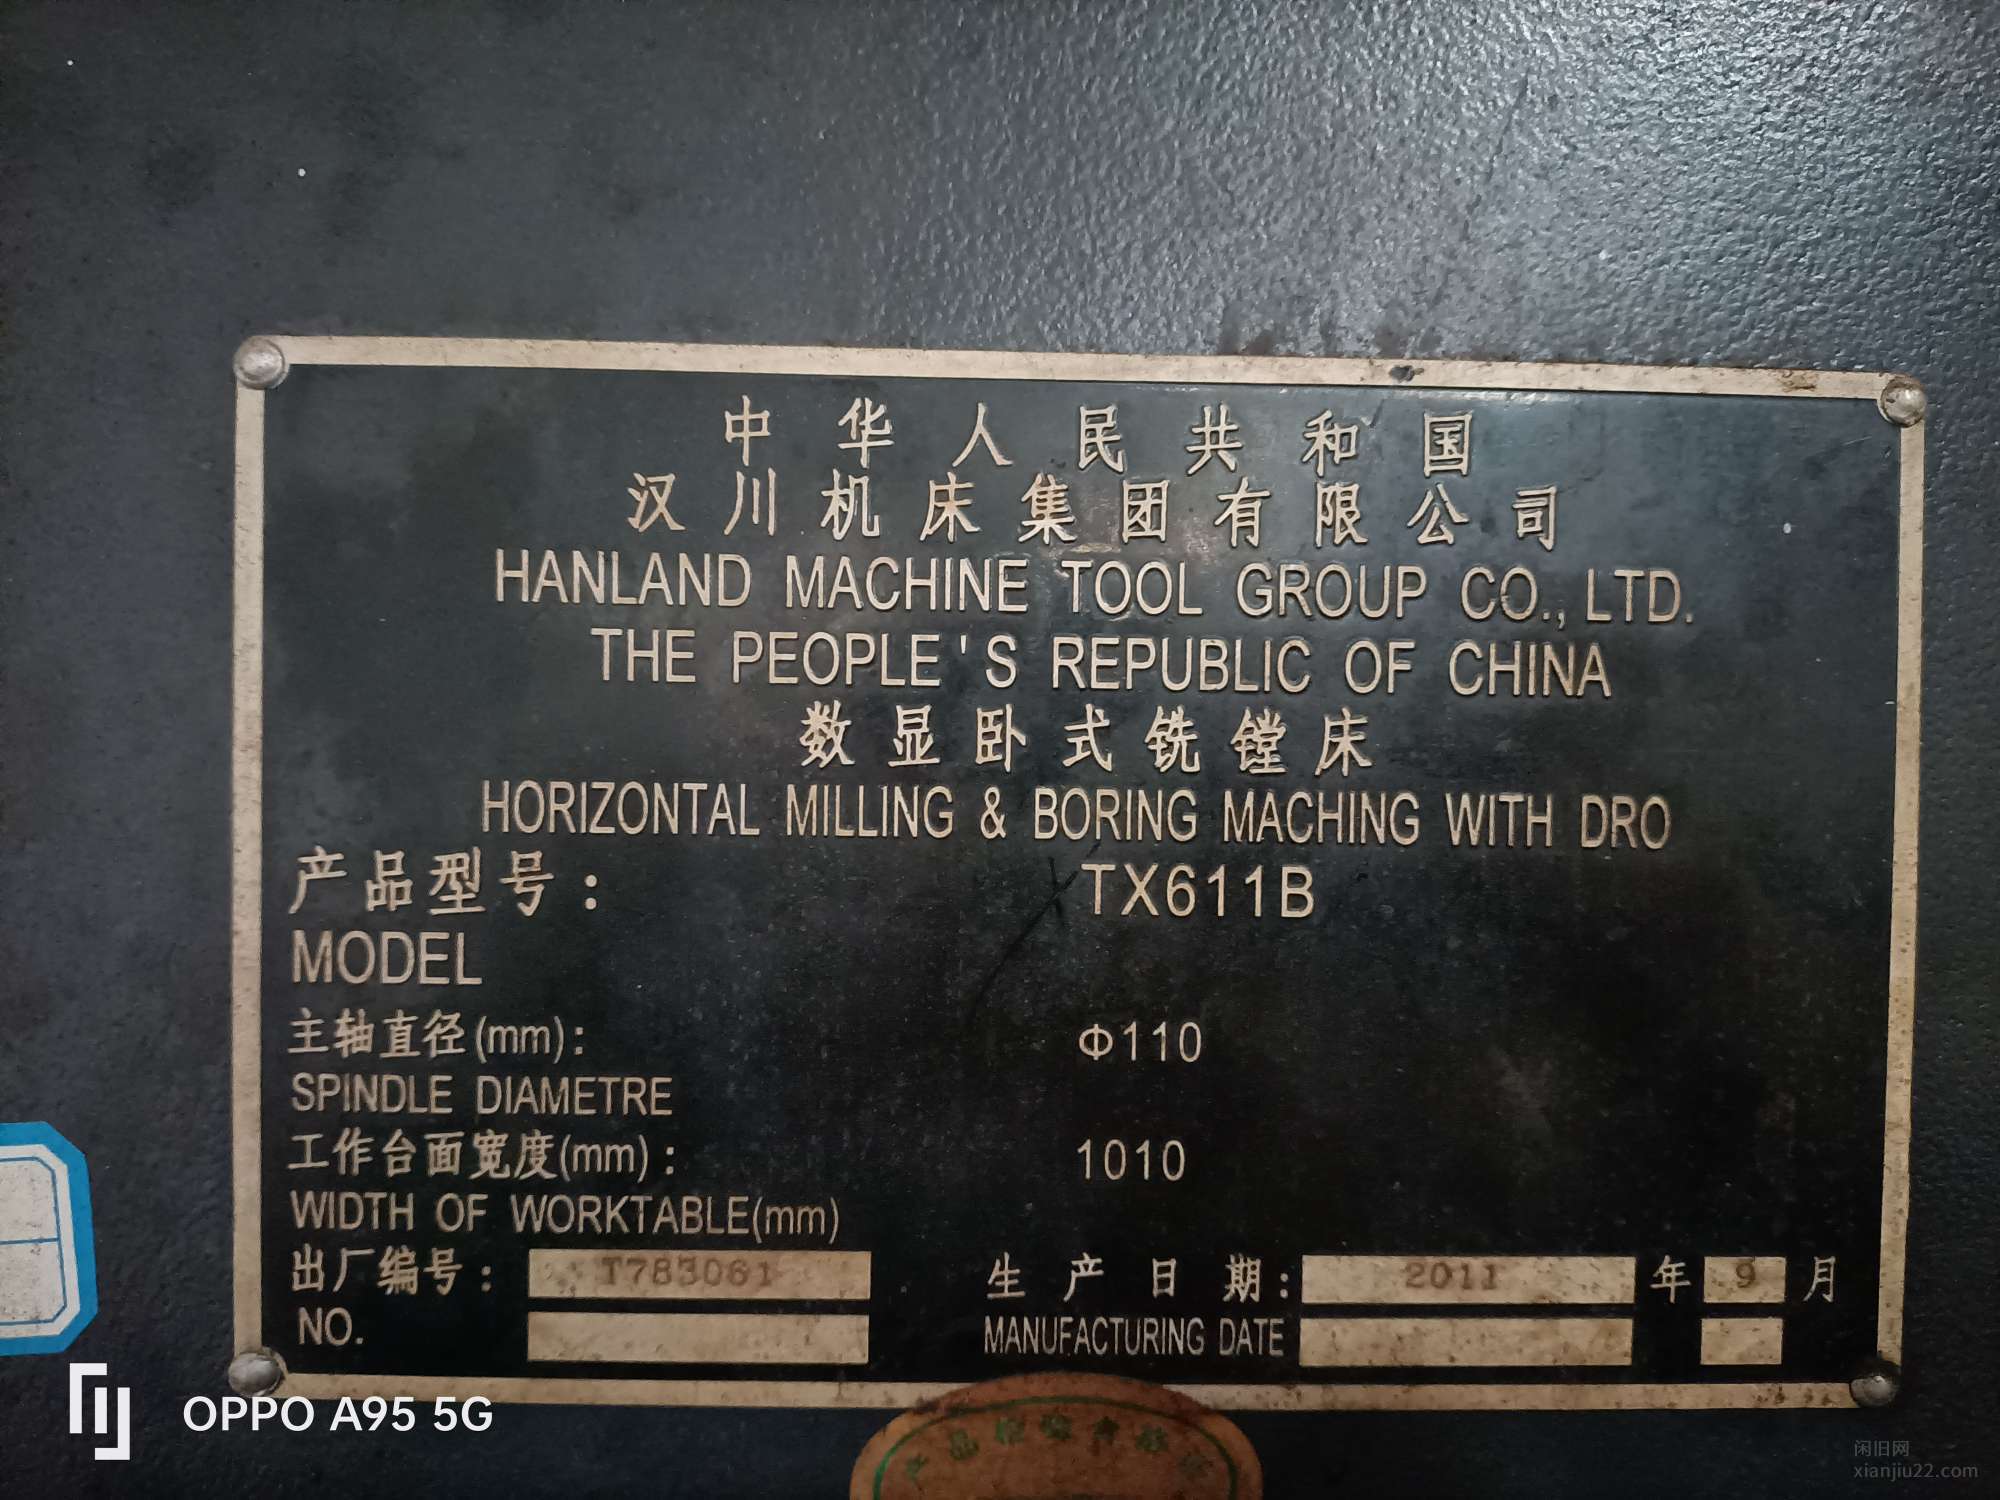 中华人民共和国
汉川机床集团有限公司
HANLAND MACHINE TOOL GROUP CO., LTD.
THE PEOPLE'S REPUBLIC OF CHINA
数显卧式铣镗床
HORIZONTAL MILLING & BORING MACHING WITH DRO
产品型号： TX611B
MODEL
主轴直径(mm): Φ110
SPINDLE DIAMETRE
工作台面宽度(mm)： 1010
WIDTH OF WORKTABLE(mm)
出厂编号： T783061 生产日期: 2011 年 9 月
NO. MANUFACTURING DATE
OPPO A95 5G
产品检验
闲旧网
xianjiu22.com